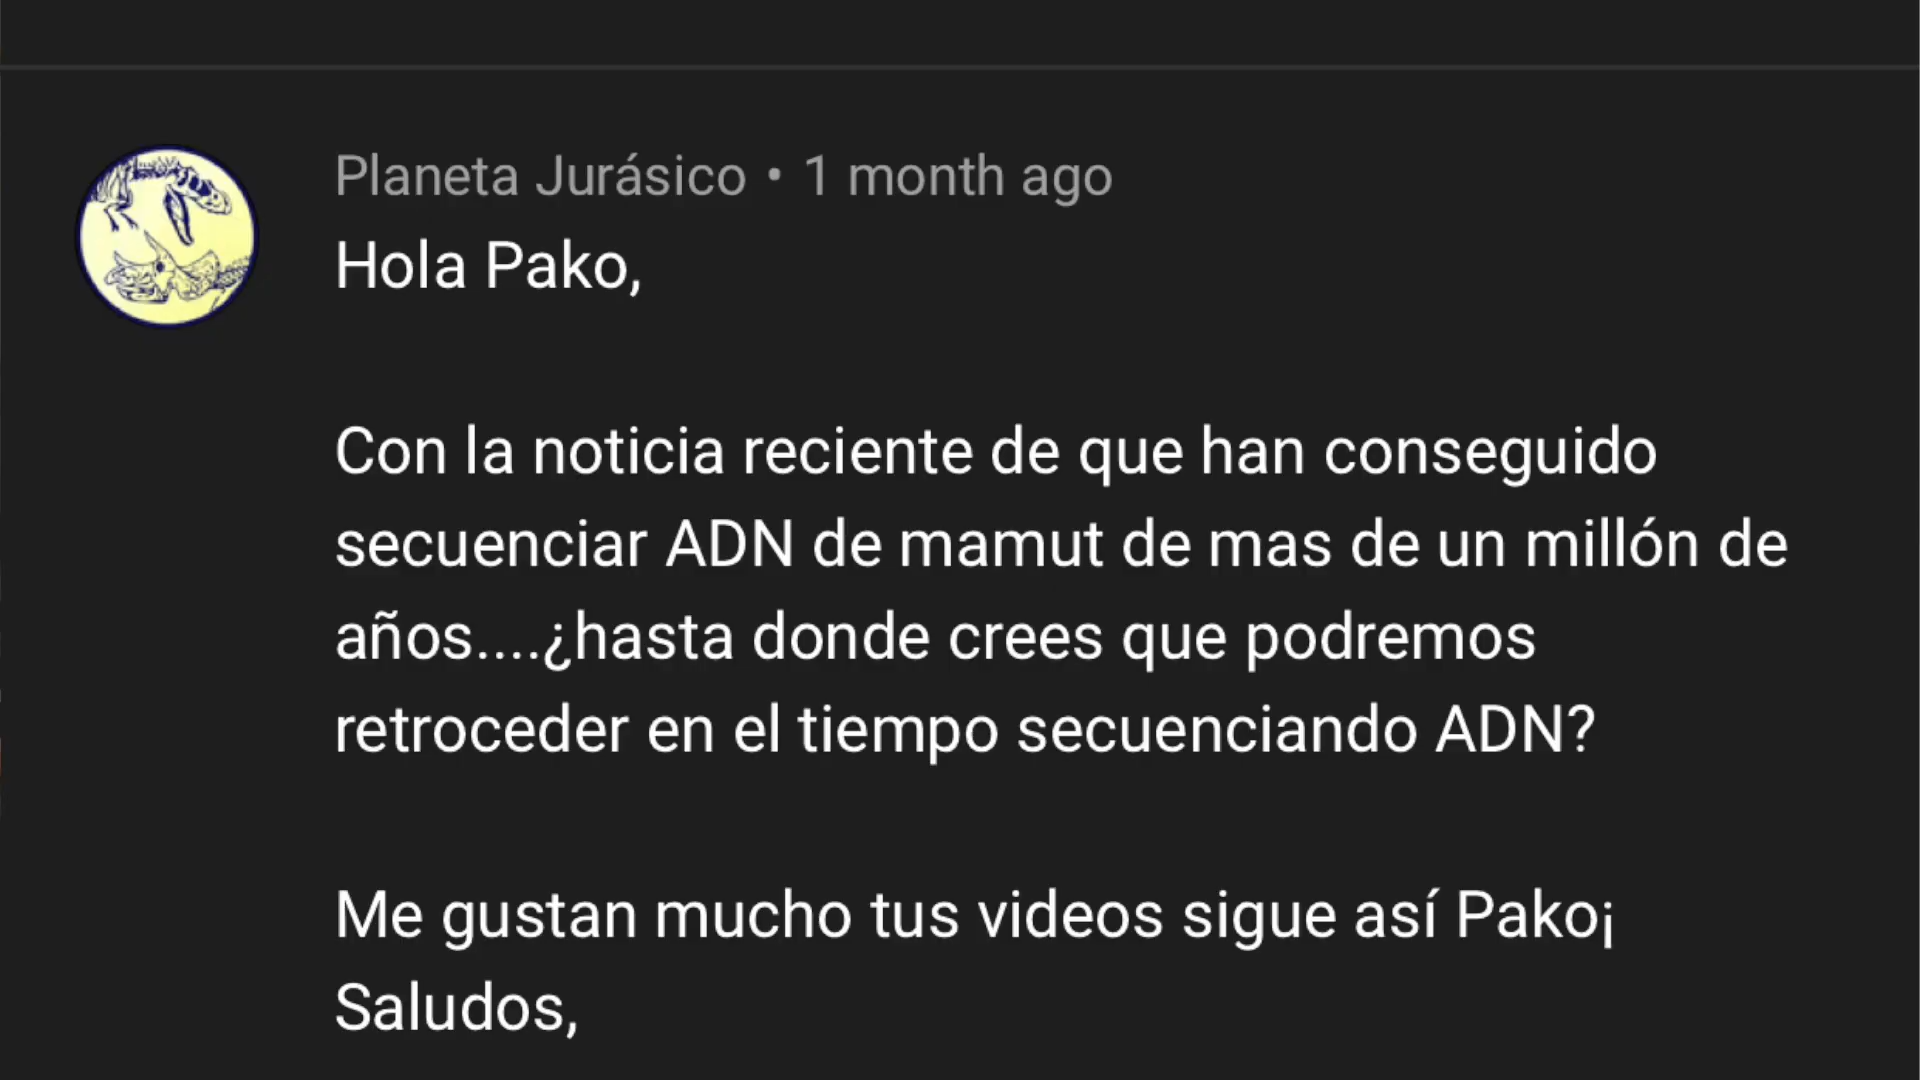 Planeta Jurásico • 1 month ago
Hola Pako,
Con la noticia reciente de que han conseguido
secuenciar ADN de mamut de mas de un millón de
años....¿hasta donde crees que podremos
retroceder en el tiempo secuenciando ADN?
Me gustan mucho tus videos sigue así Pako¡
Saludos,